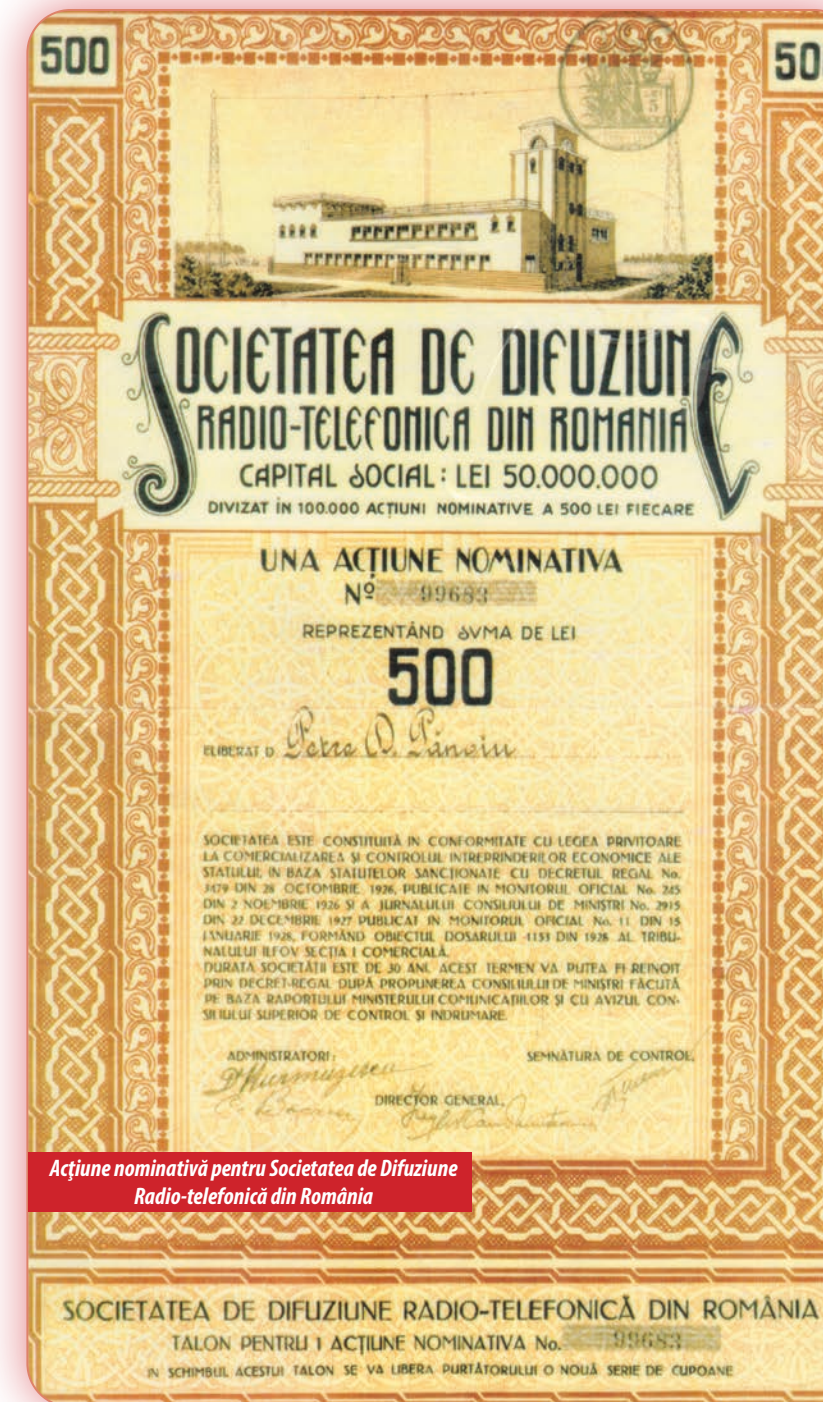 500
50
SOCIETATEA DE DIFUZIUNE
RADIO-TELEFONICA DIN ROMANIA
CAPITAL SOCIAL: LEI 50.000.000
DIVIZAT ÎN 100.000 ACȚIUNI NOMINATIVE A 500 LEI FIECARE
UNA ACȚIUNE NOMINATIVA
Nº 99683
REPREZENTÂND SVMA DE LEI
500
ELIBERAT D. Petre D.
SOCIETATEA ESTE CONSTITUITĂ IN CONFORMITATE CU LEGEA PRIVITOARE
LA COMERCIALIZAREA ȘI CONTROLUL INTREPRINDERILOR ECONOMICE ALE
STATULUI, IN BAZA STATUTELOR SANCȚIONATE CU DECRETUL REGAL No.
3479 DIN 28 OCTOMBRIE 1926, PUBLICATE IN MONITORUL OFICIAL No. 245
DIN 2 NOEMBRIE 1926 ȘI A JURNALULUI CONSILIULUI DE MINIȘTRI No. 2915
DIN 22 DECEMBRIE 1927 PUBLICAT IN MONITORUL OFICIAL No. 11 DIN 15
IANUARIE 1928, FORMÂND OBIECTUL DOSARULUI 1153 DIN 1928 AL TRIBU-
NALULUI ILFOV SECȚIA I COMERCIALĂ.
DURATA SOCIETĂȚII ESTE DE 30 ANI. ACEST TERMEN VA PUTEA FI REINOIT
PRIN DECRET-REGAL DUPĂ PROPUNEREA CONSILIULUI DE MINIȘTRI FĂCUTĂ
PE BAZA RAPORTULUI MINISTERULUI COMUNICAȚIILOR ȘI CU AVIZUL CON-
SILIULUI SUPERIOR DE CONTROL ȘI INDRUMARE.
ADMINISTRATORI:
SEMNĂTURA DE CONTROL,
DIRECTOR GENERAL,
Acţiune nominativă pentru Societatea de Difuziune
Radio-telefonică din România
SOCIETATEA DE DIFUZIUNE RADIO-TELEFONICĂ DIN ROMÂNIA
TALON PENTRU 1 ACȚIUNE NOMINATIVA No. 99683
IN SCHIMBUL ACESTUI TALON SE VA LIBERA PURTĂTORULUI O NOUĂ SERIE DE CUPOANE